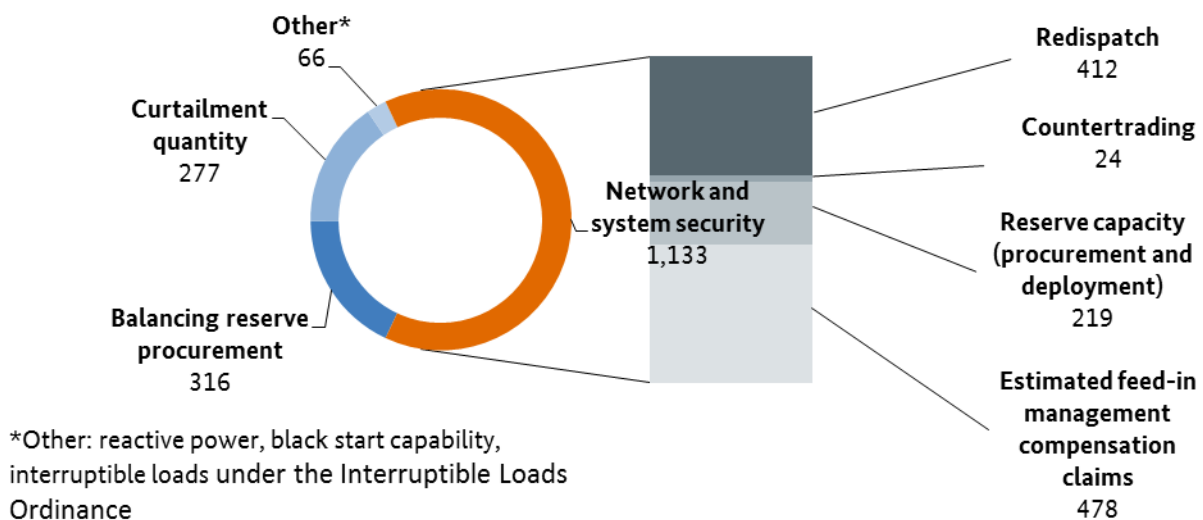 Other*
66
Curtailment
quantity
277
Balancing reserve
procurement
316
Network and
system security
1,133
Redispatch
412
Countertrading
24
Reserve capacity
(procurement and
deployment)
219
Estimated feed-in
management
compensation
claims
478
*Other: reactive power, black start capability,
interruptible loads under the Interruptible Loads
Ordinance